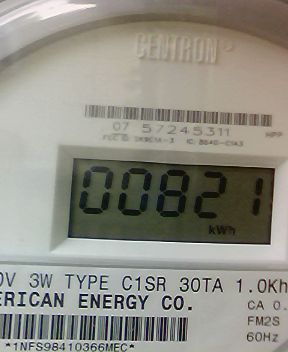 CENTRON®
07 57245311
HPP
00821
kWh
0V 3W TYPE C1SR 30TA 1.0Kh
ERICAN ENERGY CO.
CA 0.
FM2S
*1NFS98410366MEC*
60Hz